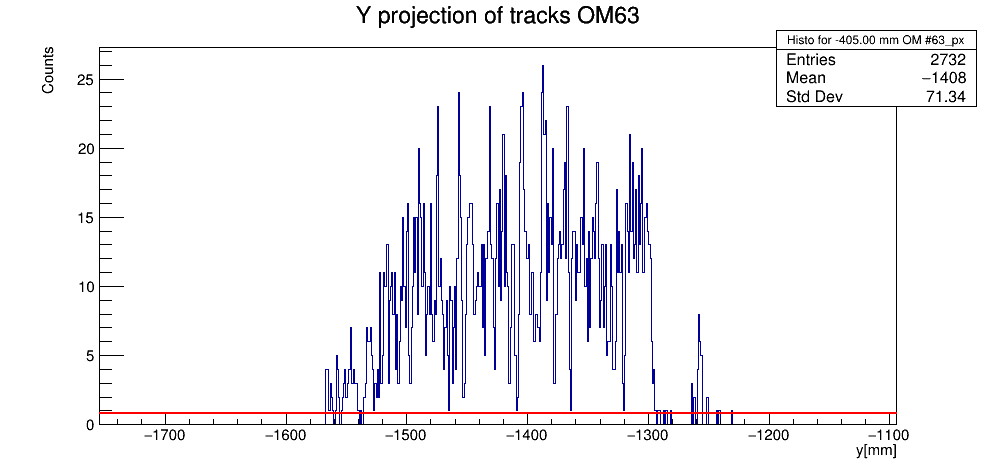 Y projection of tracks OM63
Histo for -405.00 mm OM #63_px
Entries 2732
Mean −1408
Std Dev 71.34
Counts
25
20
15
10
5
0
−1700 −1600 −1500 −1400 −1300 −1200 −1100
y[mm]